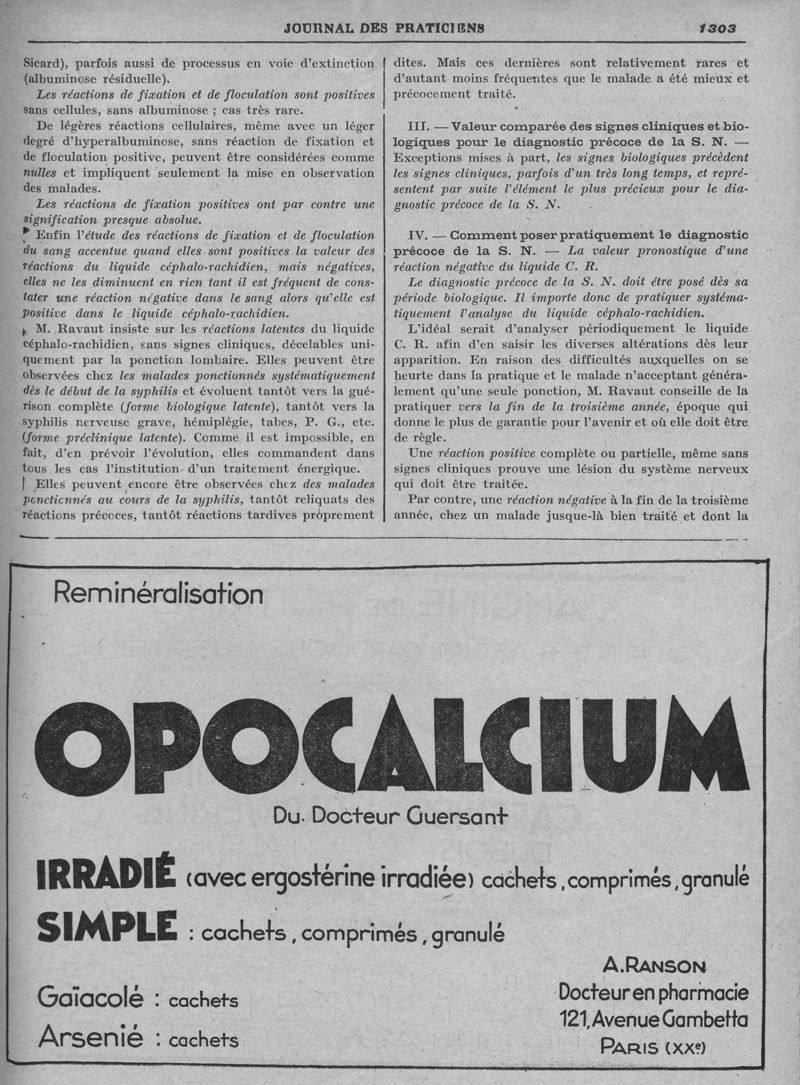 JOURNAL DES PRATICIENS 1303
Sicard), parfois aussi de processus en voie d'extinction
(albuminose résiduelle).
Les réactions de fixation et de floculation sont positives
sans cellules, sans albuminose ; cas très rare.
De légères réactions cellulaires, même avec un léger
degré d'hyperalbuminose, sans réaction de fixation et
de floculation positive, peuvent être considérées comme
nulles et impliquent seulement la mise en observation
des malades.
Les réactions de fixation positives ont par contre une
signification presque absolue.
Enfin l'étude des réactions de fixation et de floculation
du sang accentue quand elles sont positives la valeur des
réactions du liquide céphalo-rachidien, mais négatives,
elles ne les diminuent en rien tant il est fréquent de cons-
tater une réaction négative dans le sang alors qu'elle est
positive dans le liquide céphalo-rachidien.
M. Ravaut insiste sur les réactions latentes du liquide
céphalo-rachidien, sans signes cliniques, décelables uni-
quement par la ponction lombaire. Elles peuvent être
observées chez les malades ponctionnés systématiquement
dès le début de la syphilis et évoluent tantôt vers la gué-
rison complète (forme biologique latente), tantôt vers la
syphilis nerveuse grave, hémiplégie, tabes, P. G., etc.
(forme préclinique latente). Comme il est impossible, en
fait, d'en prévoir l'évolution, elles commandent dans
tous les cas l'institution d'un traitement énergique.
Elles peuvent encore être observées chez des malades
ponctionnés au cours de la syphilis, tantôt reliquats des
réactions précoces, tantôt réactions tardives proprement
dites. Mais ces dernières sont relativement rares et
d'autant moins fréquentes que le malade a été mieux et
précocement traité.
III. — Valeur comparée des signes cliniques et bio-
logiques pour le diagnostic précoce de la S. N. —
Exceptions mises à part, les signes biologiques précèdent
les signes cliniques, parfois d'un très long temps, et repré-
sentent par suite l'élément le plus précieux pour le dia-
gnostic précoce de la S. N.
IV. — Comment poser pratiquement le diagnostic
précoce de la S. N. — La valeur pronostique d'une
réaction négative du liquide C. R.
Le diagnostic précoce de la S. N. doit être posé dès sa
période biologique. Il importe donc de pratiquer systéma-
tiquement l'analyse du liquide céphalo-rachidien.
L'idéal serait d'analyser périodiquement le liquide
C. R. afin d'en saisir les diverses altérations dès leur
apparition. En raison des difficultés auxquelles on se
heurte dans la pratique et le malade n'acceptant généra-
lement qu'une seule ponction, M. Ravaut conseille de la
pratiquer vers la fin de la troisième année, époque qui
donne le plus de garantie pour l'avenir et où elle doit être
de règle.
Une réaction positive complète ou partielle, même sans
signes cliniques prouve une lésion du système nerveux
qui doit être traitée.
Par contre, une réaction négative à la fin de la troisième
année, chez un malade jusque-là bien traité et dont la
Reminéralisation
OPOCALCIUM
Du Docteur Guersant
IRRADIÉ (avec ergostérine irradiée) cachets, comprimés, granulé
SIMPLE : cachets, comprimés, granulé
Gaïacolé : cachets
Arsenié : cachets
A. RANSON
Docteur en pharmacie
121, Avenue Gambetta
PARIS (XXe)